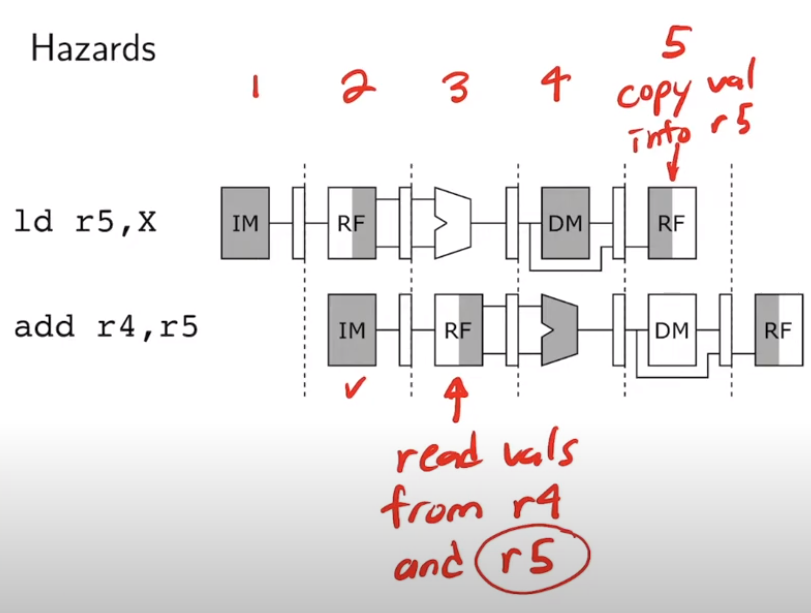 Hazards
1 2 3 4 5
copy val
into r5
ld r5,X IM RF DM RF
add r4,r5 IM RF DM RF
read vals
from r4
and r5